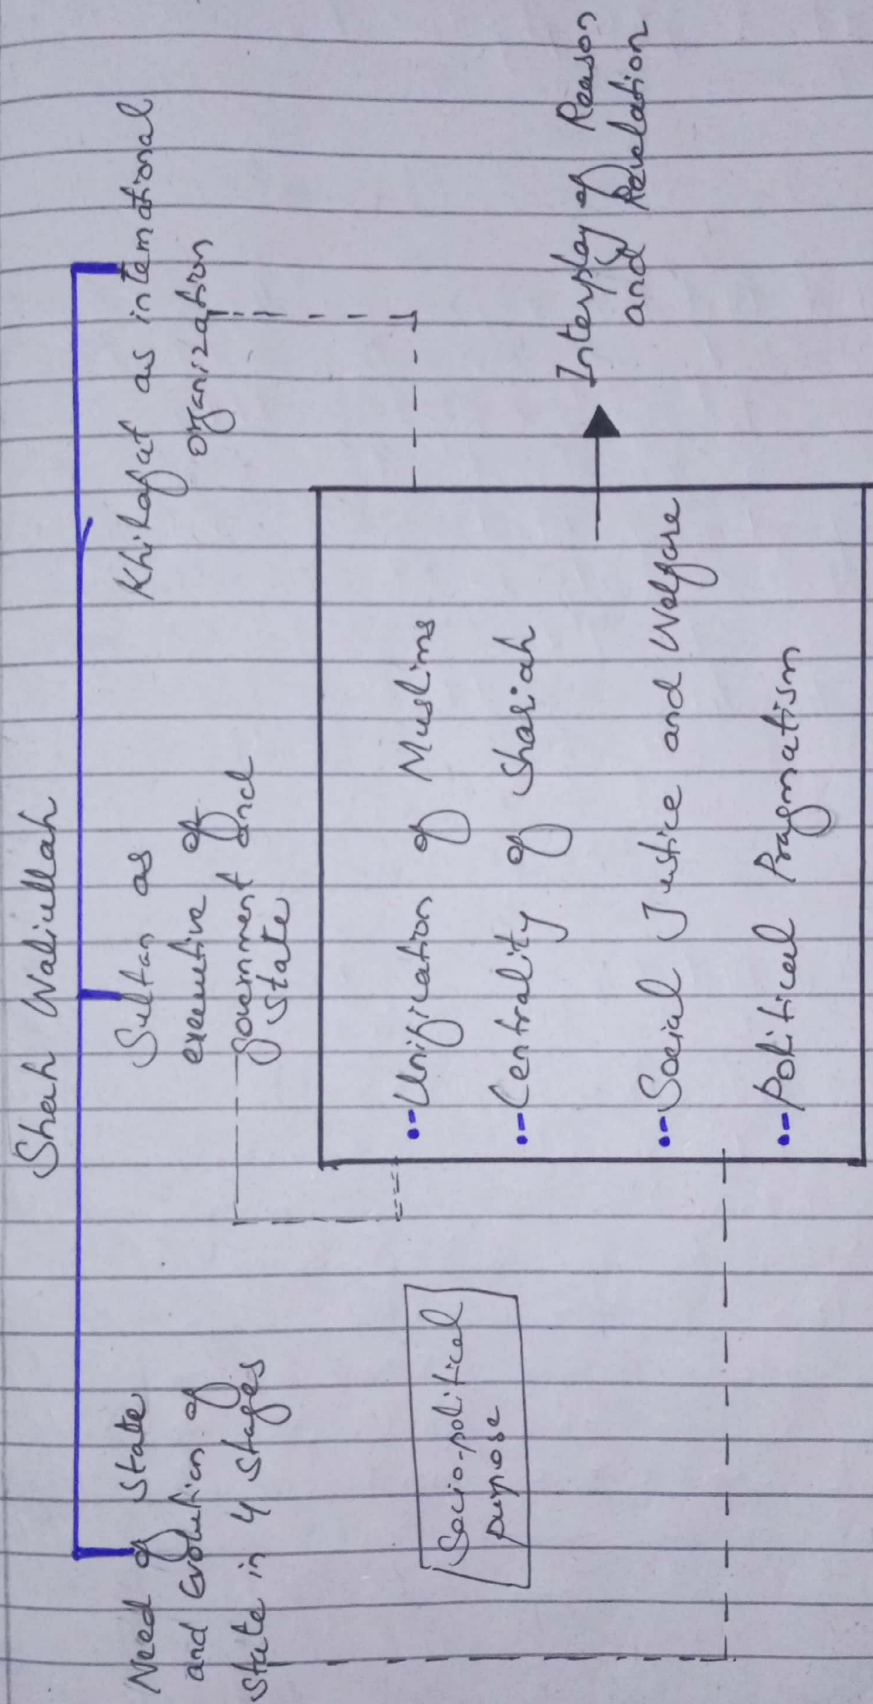 Shah Waliullah
Need of state
and Evolution of
state in 4 stages
Sultan as
executive of
government and
state
Khilafat as international
organization
Socio-political
purpose
- Unification of Muslims
- Centrality of Shariah
- Social Justice and Welfare
- Political Pragmatism
Interplay of Reason
and Revelation